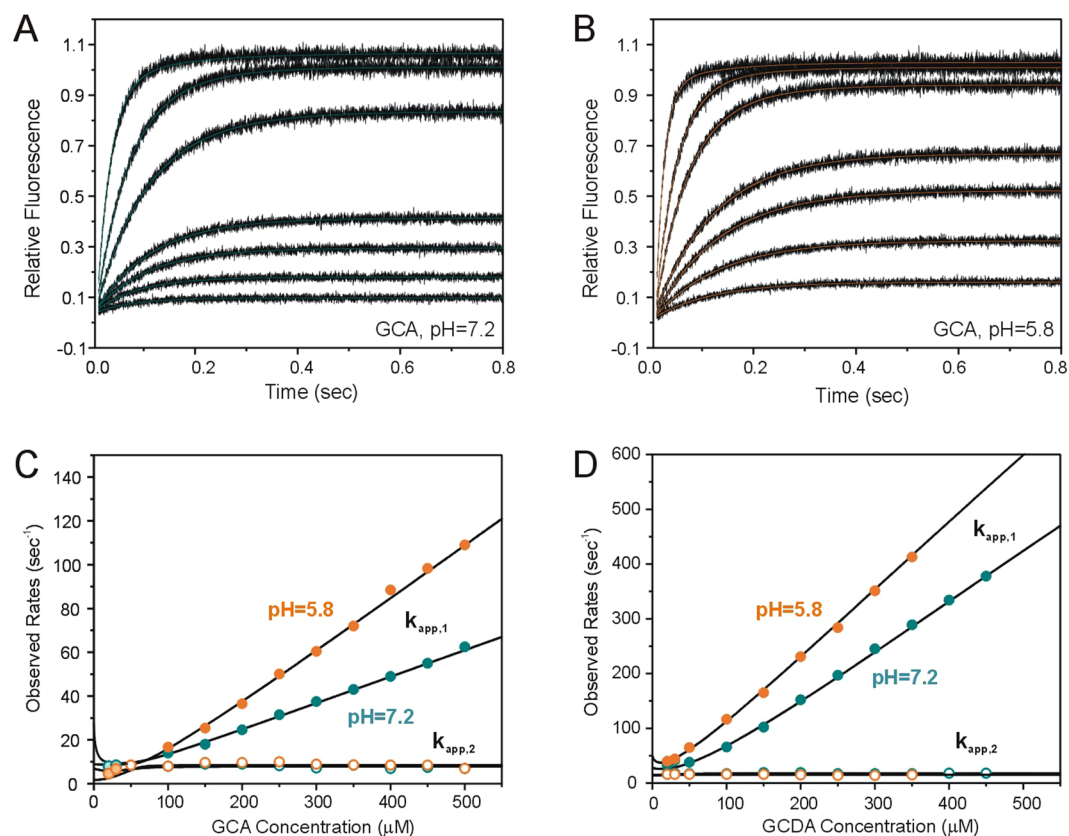 A
Relative Fluorescence
1.1
0.9
0.7
0.5
0.3
0.1
-0.1
GCA, pH=7.2
0.0 0.2 0.4 0.6 0.8
Time (sec)
B
Relative Fluorescence
1.1
0.9
0.7
0.5
0.3
0.1
-0.1
GCA, pH=5.8
0.0 0.2 0.4 0.6 0.8
Time (sec)
C
Observed Rates (sec⁻¹)
140
120
100
80
60
40
20
0
pH=5.8
k app,1
pH=7.2
k app,2
0 100 200 300 400 500
GCA Concentration (μM)
D
Observed Rates (sec⁻¹)
600
500
400
300
200
100
0
k app,1
pH=5.8
pH=7.2
k app,2
0 100 200 300 400 500
GCDA Concentration (μM)